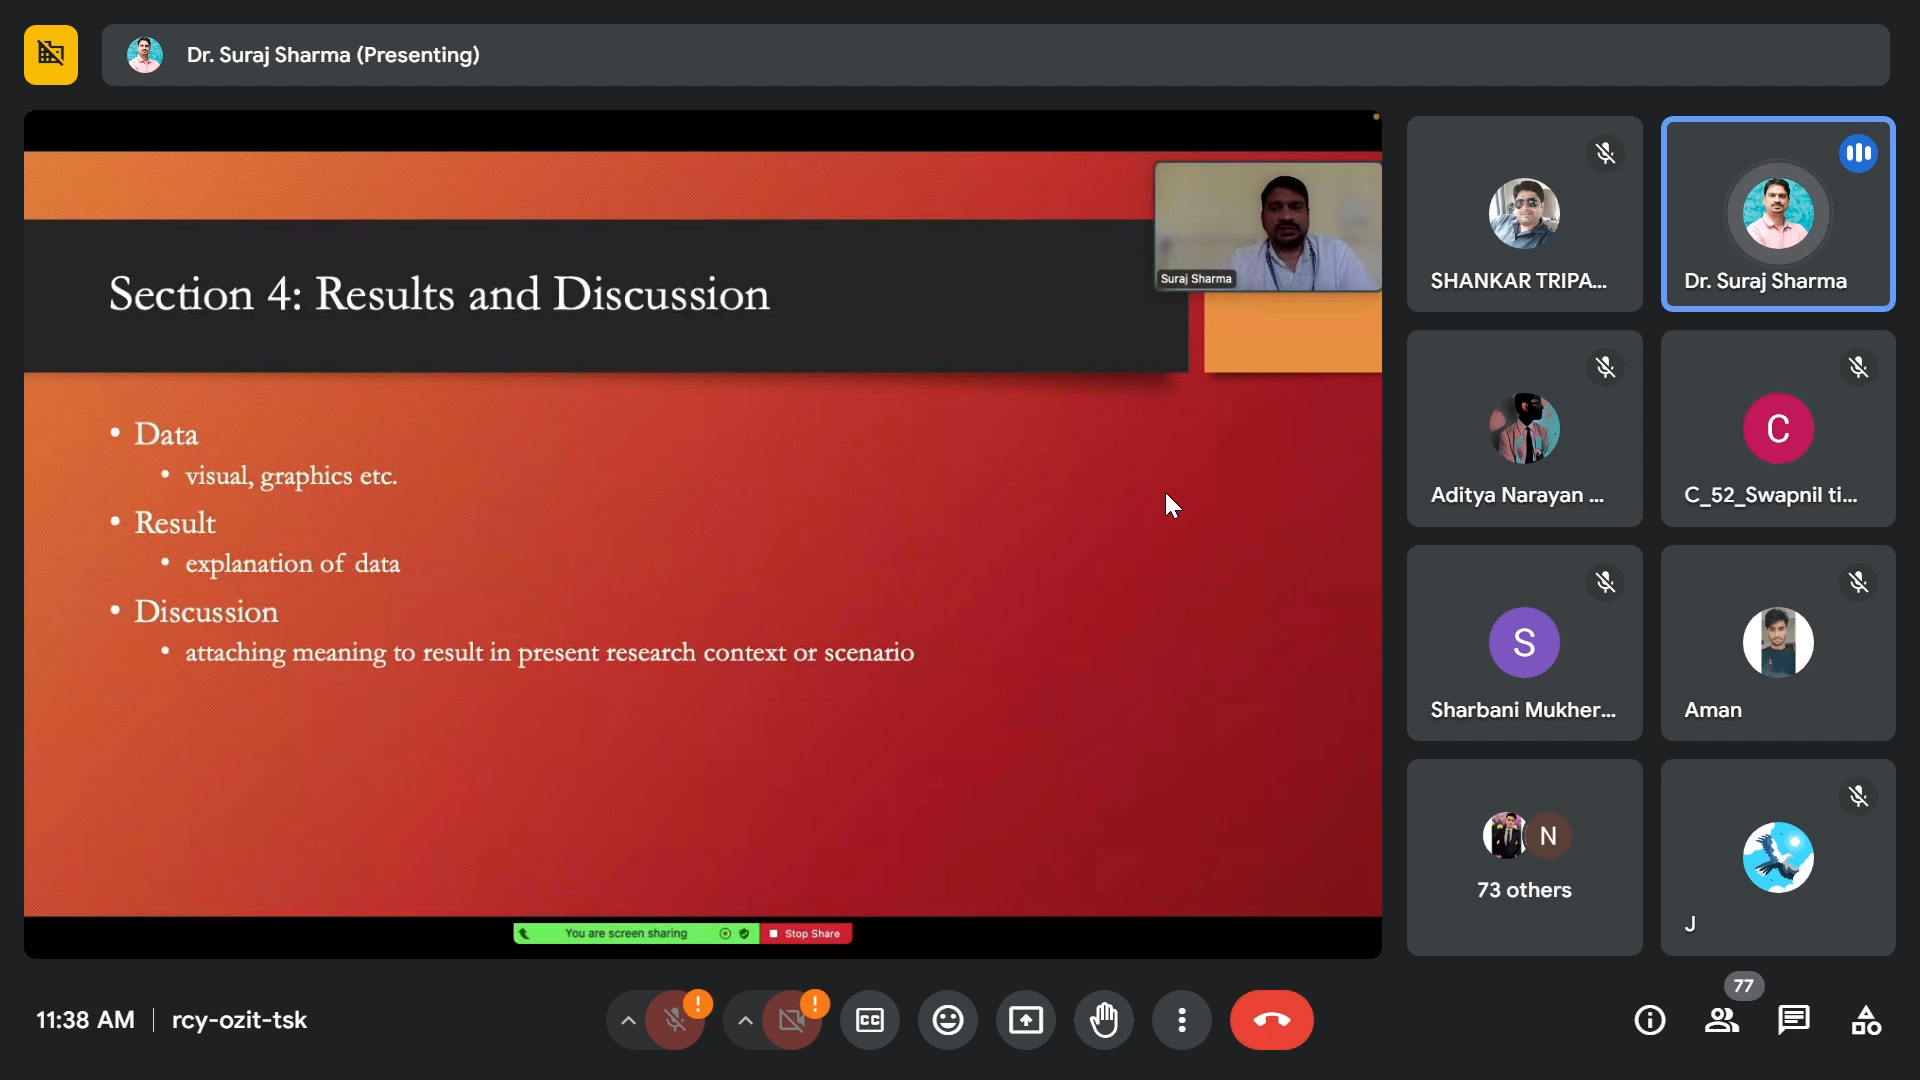 Dr. Suraj Sharma (Presenting)
Suraj Sharma
Section 4: Results and Discussion
• Data
• visual, graphics etc.
• Result
• explanation of data
• Discussion
• attaching meaning to result in present research context or scenario
You are screen sharing
Stop Share
SHANKAR TRIPA...
Dr. Suraj Sharma
Aditya Narayan ...
C
C_52_Swapnil ti...
S
Sharbani Mukher...
Aman
N
73 others
J
11:38 AM | rcy-ozit-tsk
!
!
CC
77